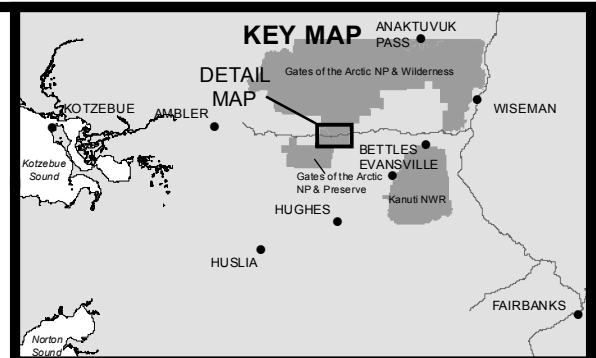 KEY MAP
ANAKTUVUK
PASS
DETAIL
MAP
Gates of the Arctic NP & Wilderness
KOTZEBUE
AMBLER
WISEMAN
Kotzebue
Sound
BETTLES
EVANSVILLE
Gates of the Arctic
NP & Preserve
Kanuti NWR
HUGHES
HUSLIA
FAIRBANKS
Norton
Sound